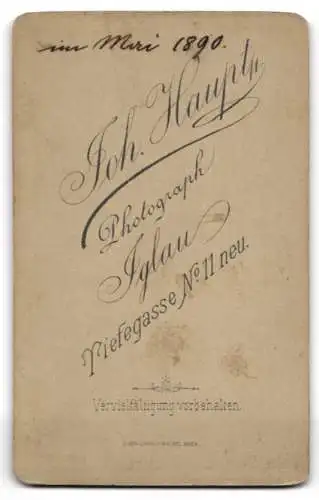 im Mai 1890.
Joh. Haupt
Photograph
Iglau
Tiefegasse No. 11 neu.
Vervielfältigung vorbehalten.